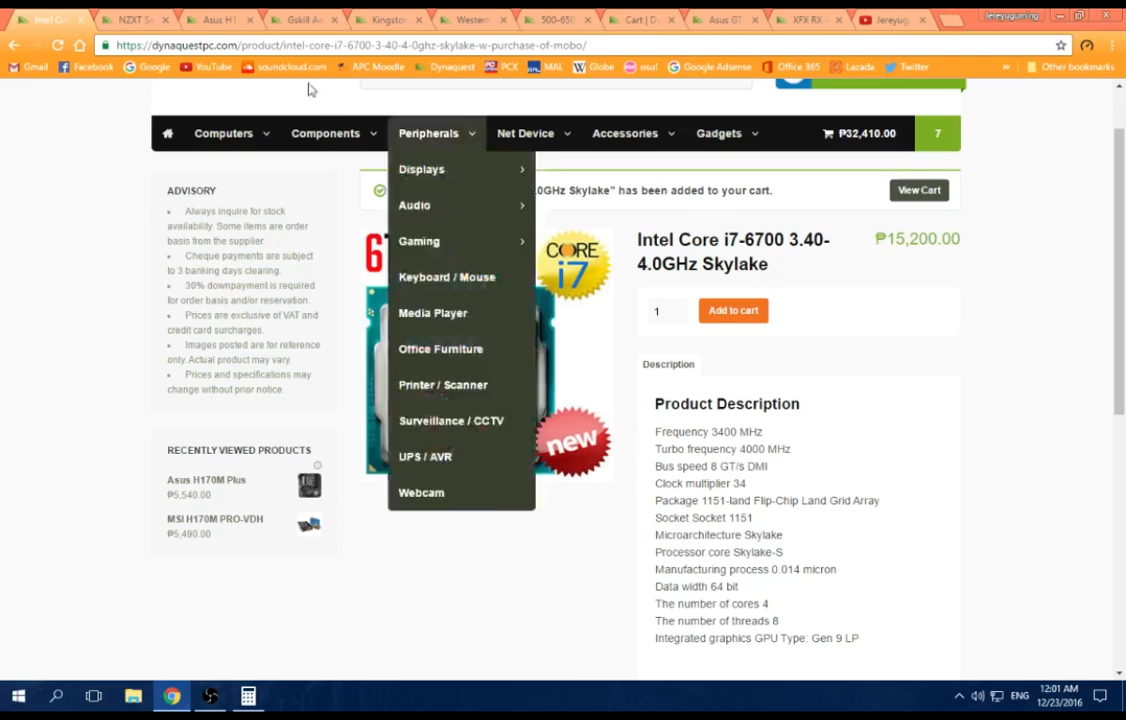 Intel Co
NZXT S
Asus H1
Gskill Ae
Kingsto
Wester
500-650
Cart | D
Asus GT
XFX RX -
Jereyug
Jereyuguming
https://dynaquestpc.com/product/intel-core-i7-6700-3-40-4-0ghz-skylake-w-purchase-of-mobo/
Gmail Facebook Google YouTube soundcloud.com APC Moodle Dynaquest PCX MAL Globe osu! Google Adsense Office 365 Lazada Twitter » Other bookmarks
Computers Components Peripherals Net Device Accessories Gadgets ₱32,410.00 7
Displays
Audio
Gaming
Keyboard / Mouse
Media Player
Office Furniture
Printer / Scanner
Surveillance / CCTV
UPS / AVR
Webcam
.0GHz Skylake" has been added to your cart.
View Cart
ADVISORY
• Always inquire for stock
availability. Some items are order
basis from the supplier.
• Cheque payments are subject
to 3 banking days clearing.
• 30% downpayment is required
for order basis and/or reservation.
• Prices are exclusive of VAT and
credit card surcharges.
• Images posted are for reference
only. Actual product may vary.
• Prices and specifications may
change without prior notice.
RECENTLY VIEWED PRODUCTS
Asus H170M Plus
₱5,540.00
MSI H170M PRO-VDH
₱5,490.00
6
CORE
i7
new
Intel Core i7-6700 3.40-
4.0GHz Skylake
₱15,200.00
1
Add to cart
Description
Product Description
Frequency 3400 MHz
Turbo frequency 4000 MHz
Bus speed 8 GT/s DMI
Clock multiplier 34
Package 1151-land Flip-Chip Land Grid Array
Socket Socket 1151
Microarchitecture Skylake
Processor core Skylake-S
Manufacturing process 0.014 micron
Data width 64 bit
The number of cores 4
The number of threads 8
Integrated graphics GPU Type: Gen 9 LP
ENG
12:01 AM
12/23/2016